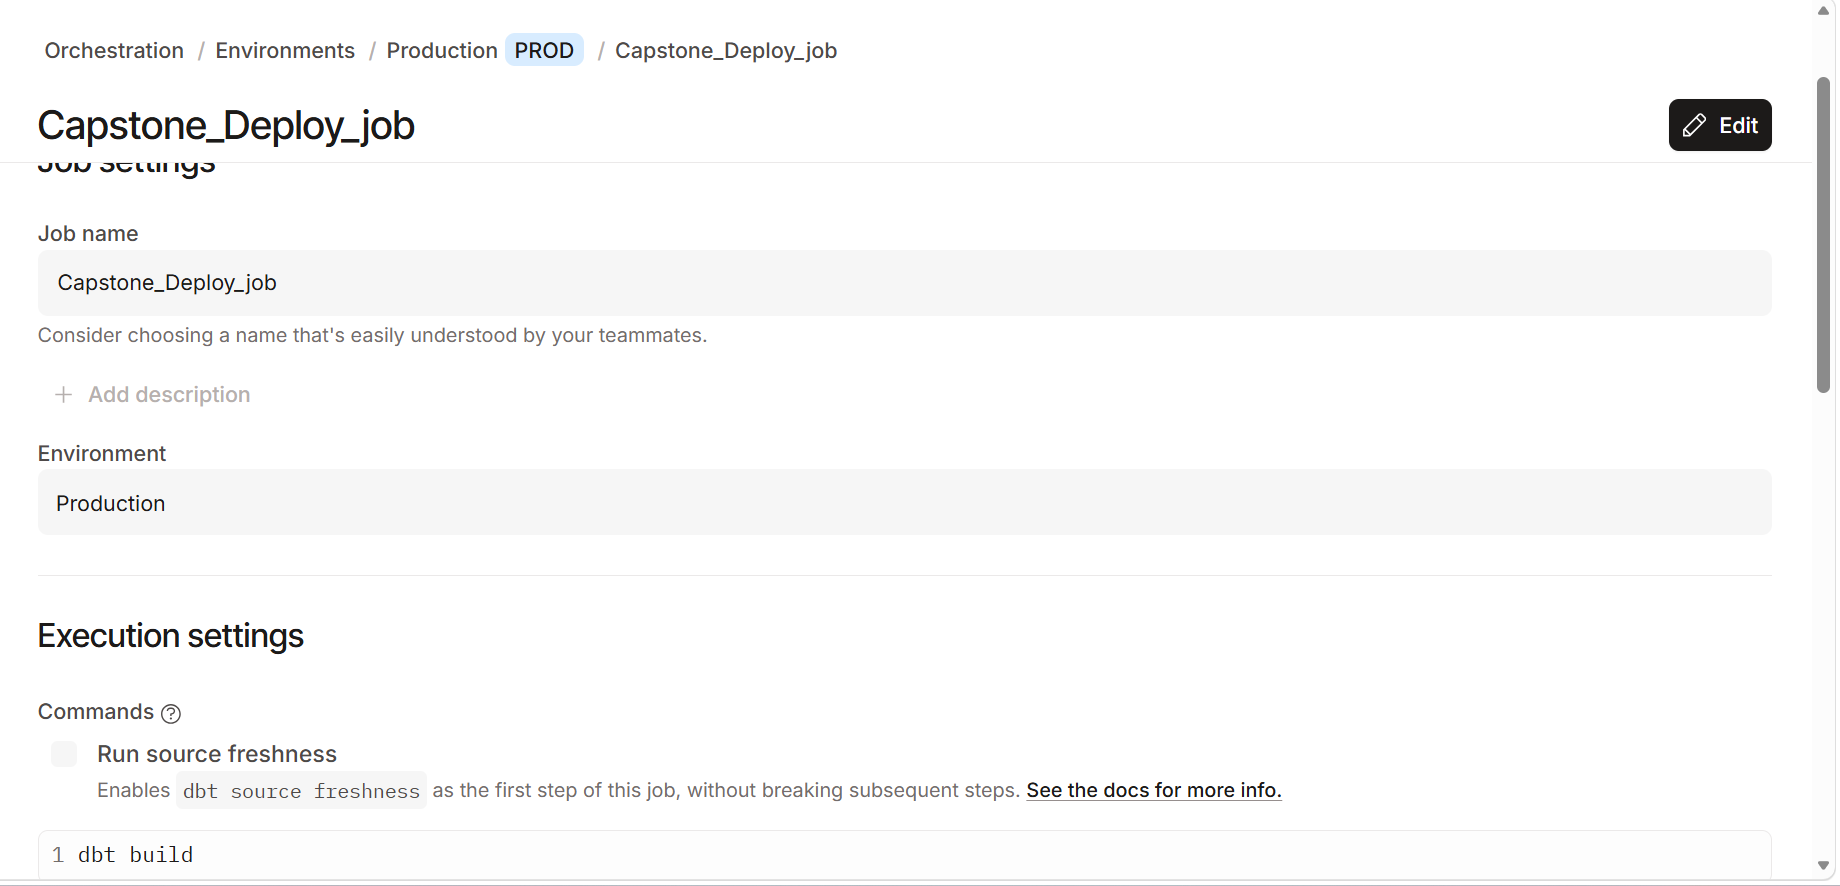 Orchestration / Environments / Production PROD / Capstone_Deploy_job
Capstone_Deploy_job
Edit
Job settings
Job name
Capstone_Deploy_job
Consider choosing a name that's easily understood by your teammates.
+ Add description
Environment
Production
Execution settings
Commands ?
Run source freshness
Enables dbt source freshness as the first step of this job, without breaking subsequent steps. See the docs for more info.
1 dbt build